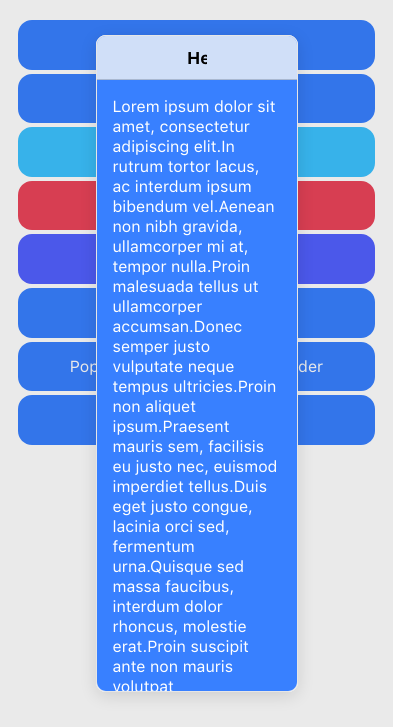 He
Lorem ipsum dolor sit
amet, consectetur
adipiscing elit.In
rutrum tortor lacus,
ac interdum ipsum
bibendum vel.Aenean
non nibh gravida,
ullamcorper mi at,
tempor nulla.Proin
malesuada tellus ut
ullamcorper
accumsan.Donec
semper justo
vulputate neque
tempus ultricies.Proin
non aliquet
ipsum.Praesent
mauris sem, facilisis
eu justo nec, euismod
imperdiet tellus.Duis
eget justo congue,
lacinia orci sed,
fermentum
urna.Quisque sed
massa faucibus,
interdum dolor
rhoncus, molestie
erat.Proin suscipit
ante non mauris
volutpat
Pop
der